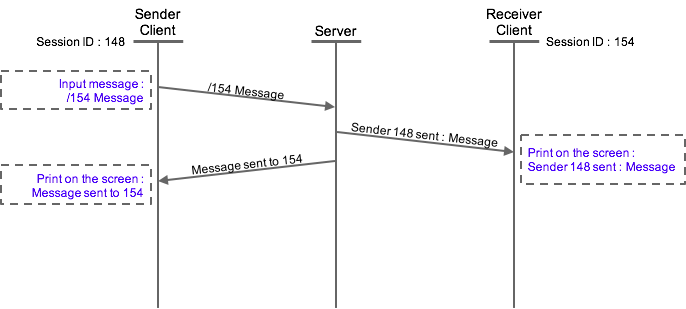 Sender
Client
Server
Receiver
Client
Session ID : 148
Session ID : 154
Input message :
/154 Message
/154 Message
Sender 148 sent : Message
Print on the screen :
Sender 148 sent : Message
Message sent to 154
Print on the screen :
Message sent to 154